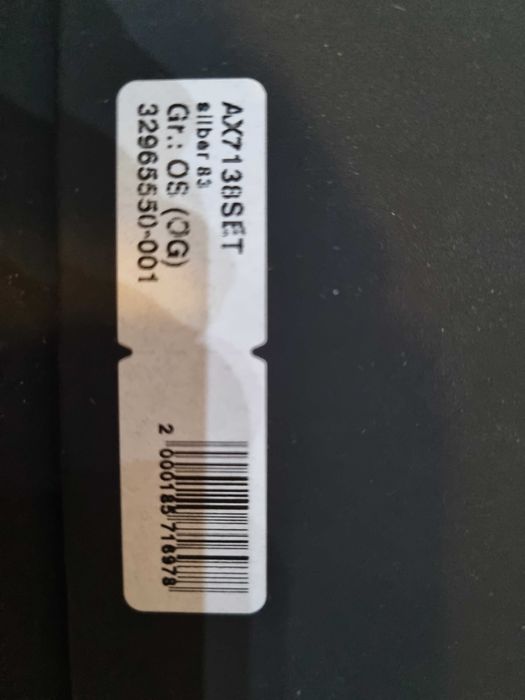 AX7138SET
silber 83
Gr.: OS (OG)
32965550-001
2 000185 716978